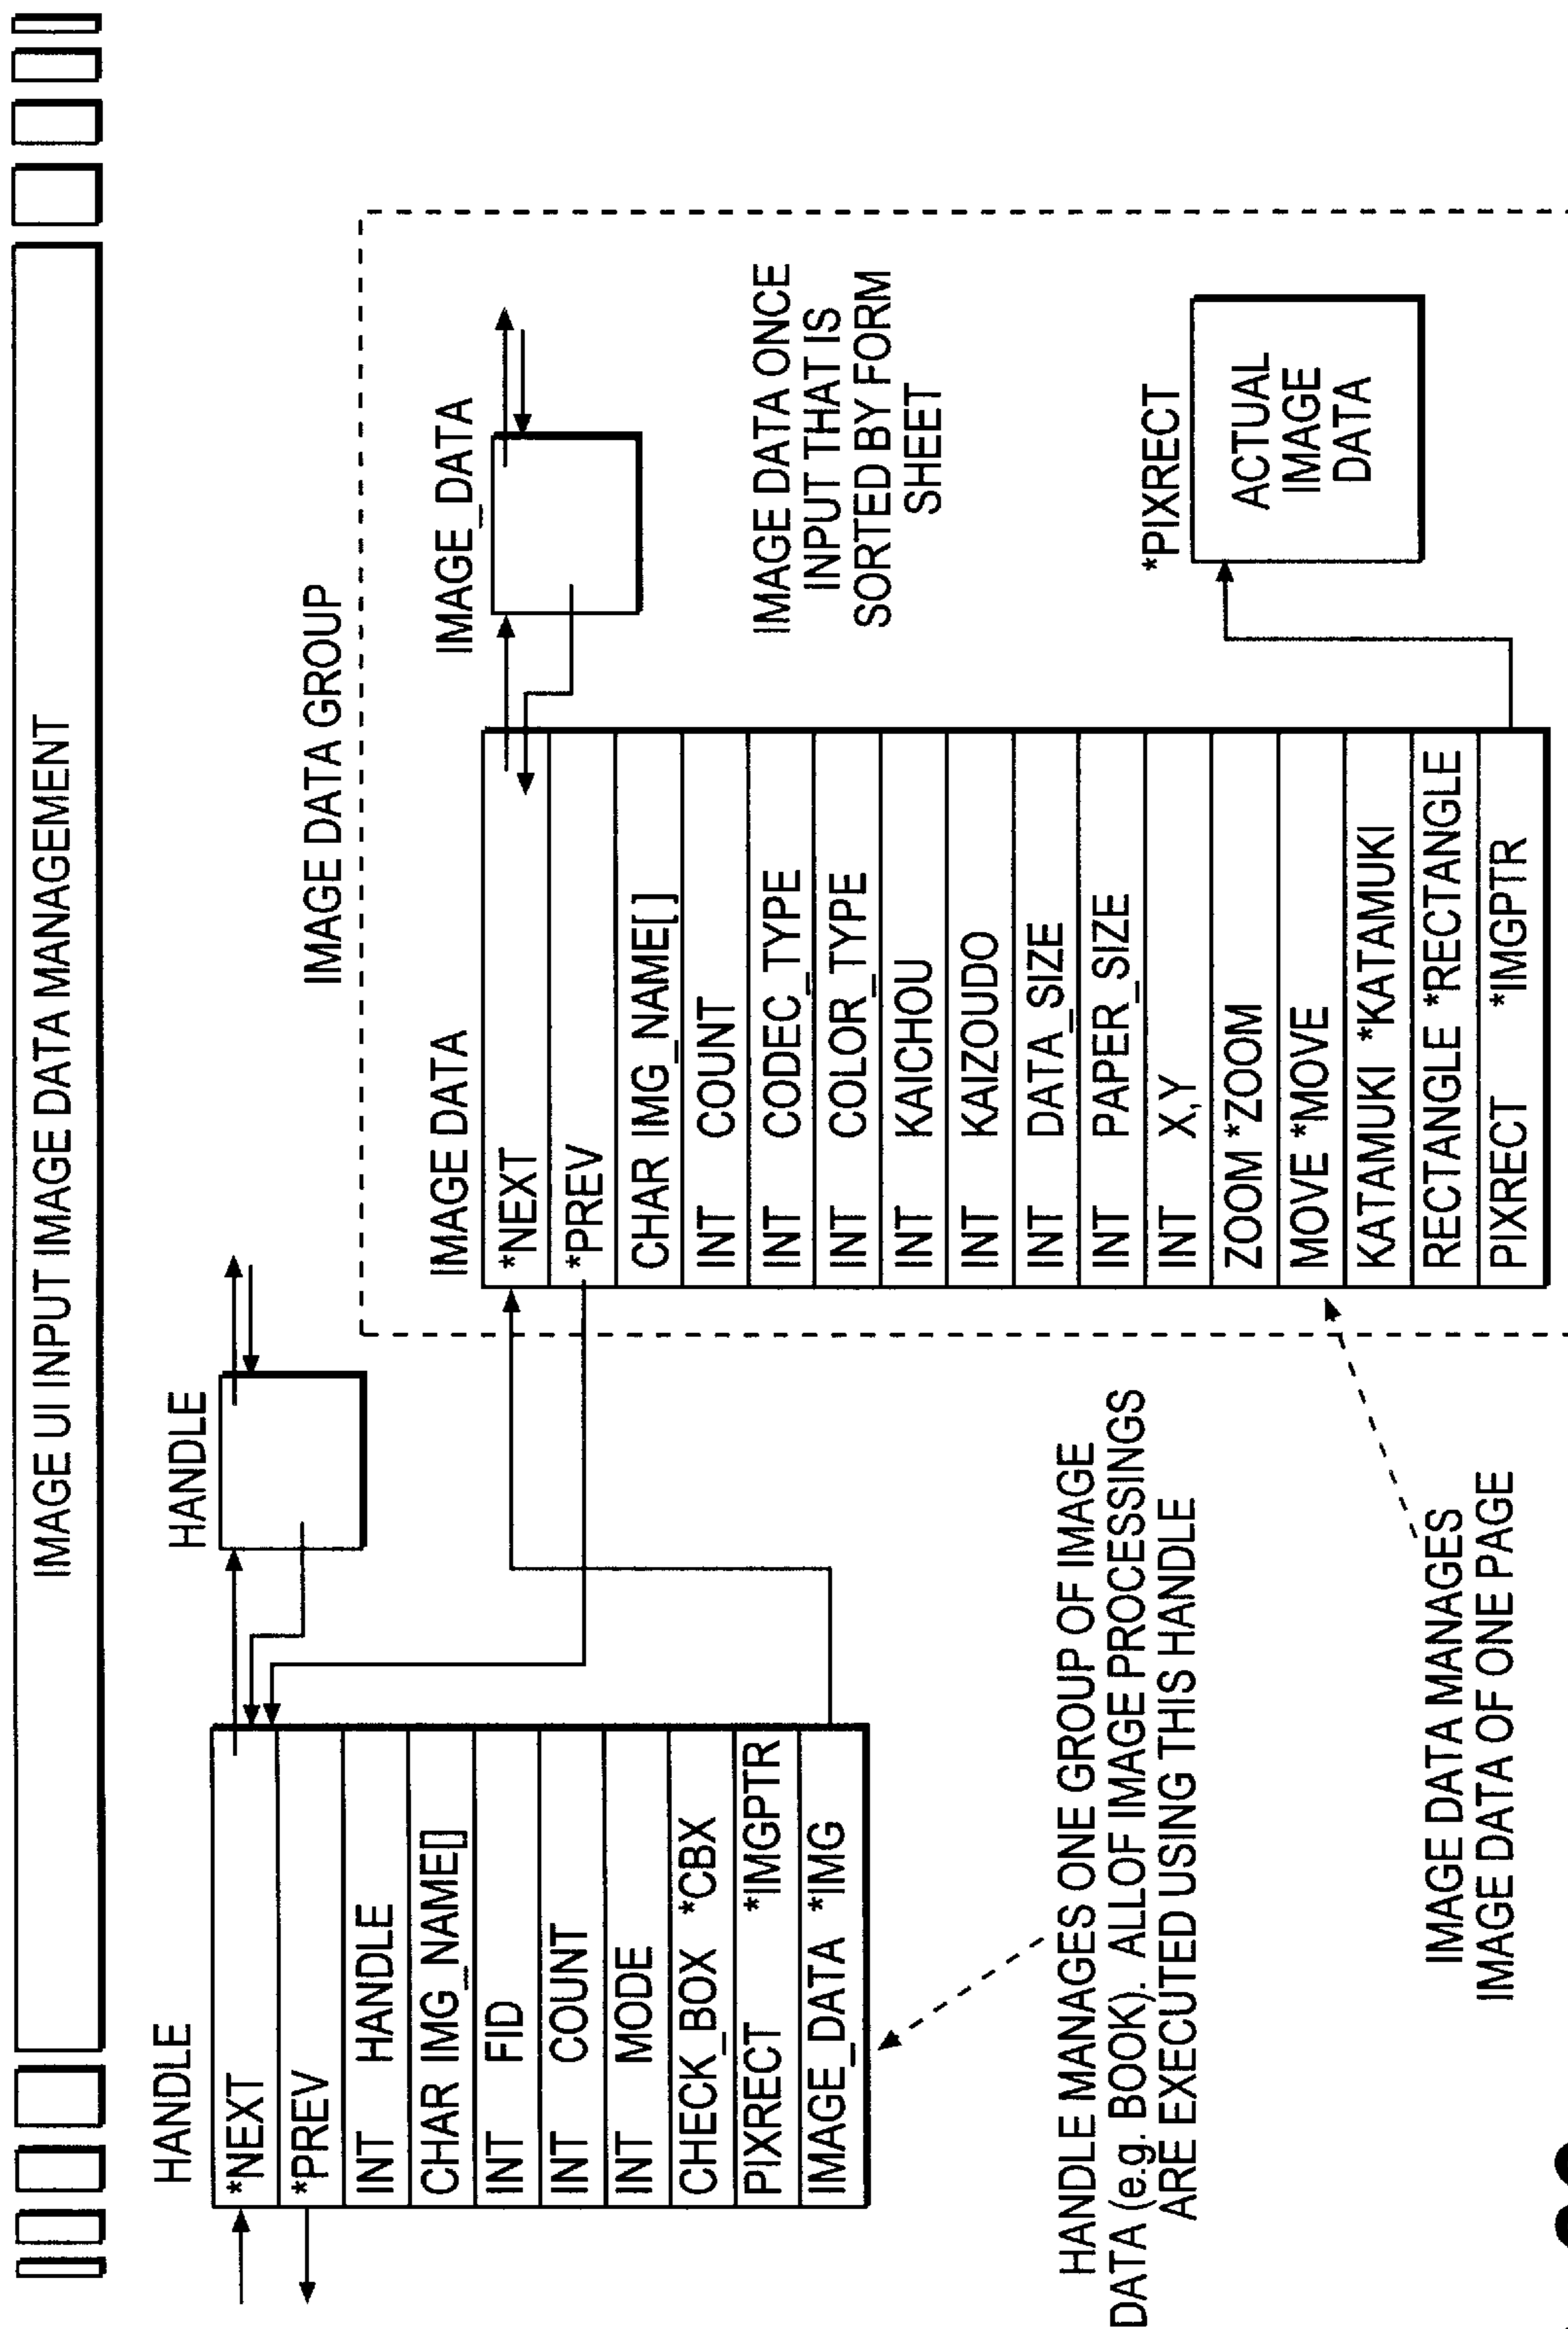 IMAGE UI INPUT IMAGE DATA MANAGEMENT
HANDLE
*NEXT
*PREV
INT HANDLE
CHAR IMG_NAME[]
INT FID
INT COUNT
INT MODE
CHECK_BOX *CBX
PIXRECT *IMGPTR
IMAGE_DATA *IMG
HANDLE
HANDLE MANAGES ONE GROUP OF IMAGE
DATA (e.g. BOOK). ALLOF IMAGE PROCESSINGS
ARE EXECUTED USING THIS HANDLE
IMAGE DATA GROUP
IMAGE DATA
*NEXT
*PREV
CHAR IMG_NAME[ ]
INT COUNT
INT CODEC_TYPE
INT COLOR_TYPE
INT KAICHOU
INT KAIZOUDO
INT DATA_SIZE
INT PAPER_SIZE
INT X,Y
ZOOM *ZOOM
MOVE *MOVE
KATAMUKI *KATAMUKI
RECTANGLE *RECTANGLE
PIXRECT *IMGPTR
IMAGE_DATA
IMAGE DATA ONCE
INPUT THAT IS
SORTED BY FORM
SHEET
*PIXRECT
ACTUAL
IMAGE
DATA
IMAGE DATA MANAGES
IMAGE DATA OF ONE PAGE